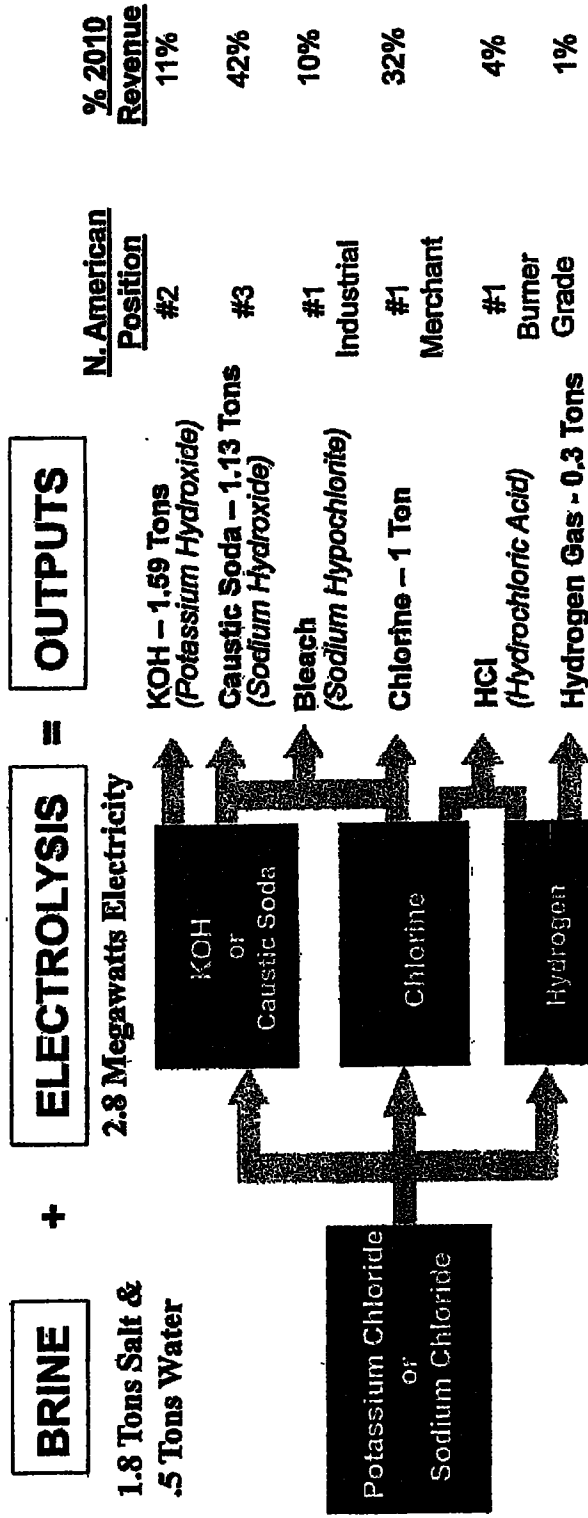 BRINE + ELECTROLYSIS = OUTPUTS
1.8 Tons Salt &
.5 Tons Water
2.8 Megawatts Electricity
Potassium Chloride
or
Sodium Chloride
KOH
or
Caustic Soda
Chlorine
Hydrogen
N. American
Position
% 2010
Revenue
KOH – 1.59 Tons
(Potassium Hydroxide)
#2
11%
Caustic Soda – 1.13 Tons
(Sodium Hydroxide)
#3
42%
Bleach
(Sodium Hypochlorite)
#1
Industrial
10%
Chlorine – 1 Ton
#1
Merchant
32%
HCl
(Hydrochloric Acid)
#1
Burner
Grade
4%
Hydrogen Gas - 0.3 Tons
1%